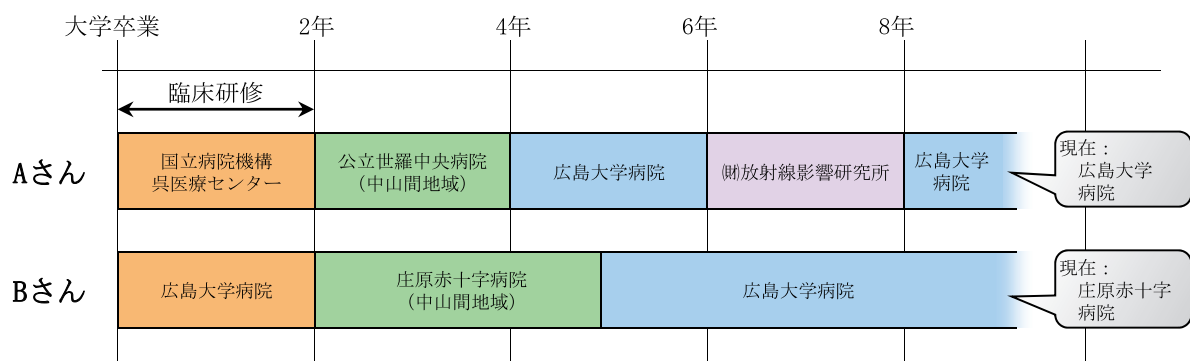 大学卒業
2年
4年
6年
8年
臨床研修
Aさん
国立病院機構
呉医療センター
公立世羅中央病院
（中山間地域）
広島大学病院
㈶放射線影響研究所
広島大学
病院
現在：
広島大学
病院
Bさん
広島大学病院
庄原赤十字病院
（中山間地域）
広島大学病院
現在：
庄原赤十字
病院